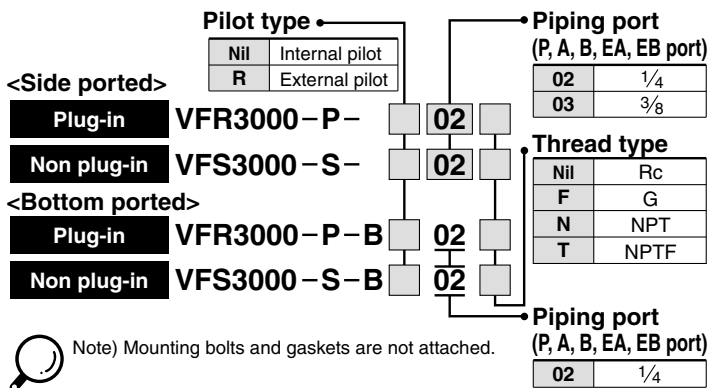 Pilot type
Nil Internal pilot
R External pilot
Piping port
(P, A, B, EA, EB port)
02 1⁄4
03 3⁄8
<Side ported>
Plug-in VFR3000−P− 02
Non plug-in VFS3000−S− 02
Thread type
Nil Rc
F G
N NPT
T NPTF
<Bottom ported>
Plug-in VFR3000−P−B 02
Non plug-in VFS3000−S−B 02
Piping port
(P, A, B, EA, EB port)
02 1⁄4
Note) Mounting bolts and gaskets are not attached.